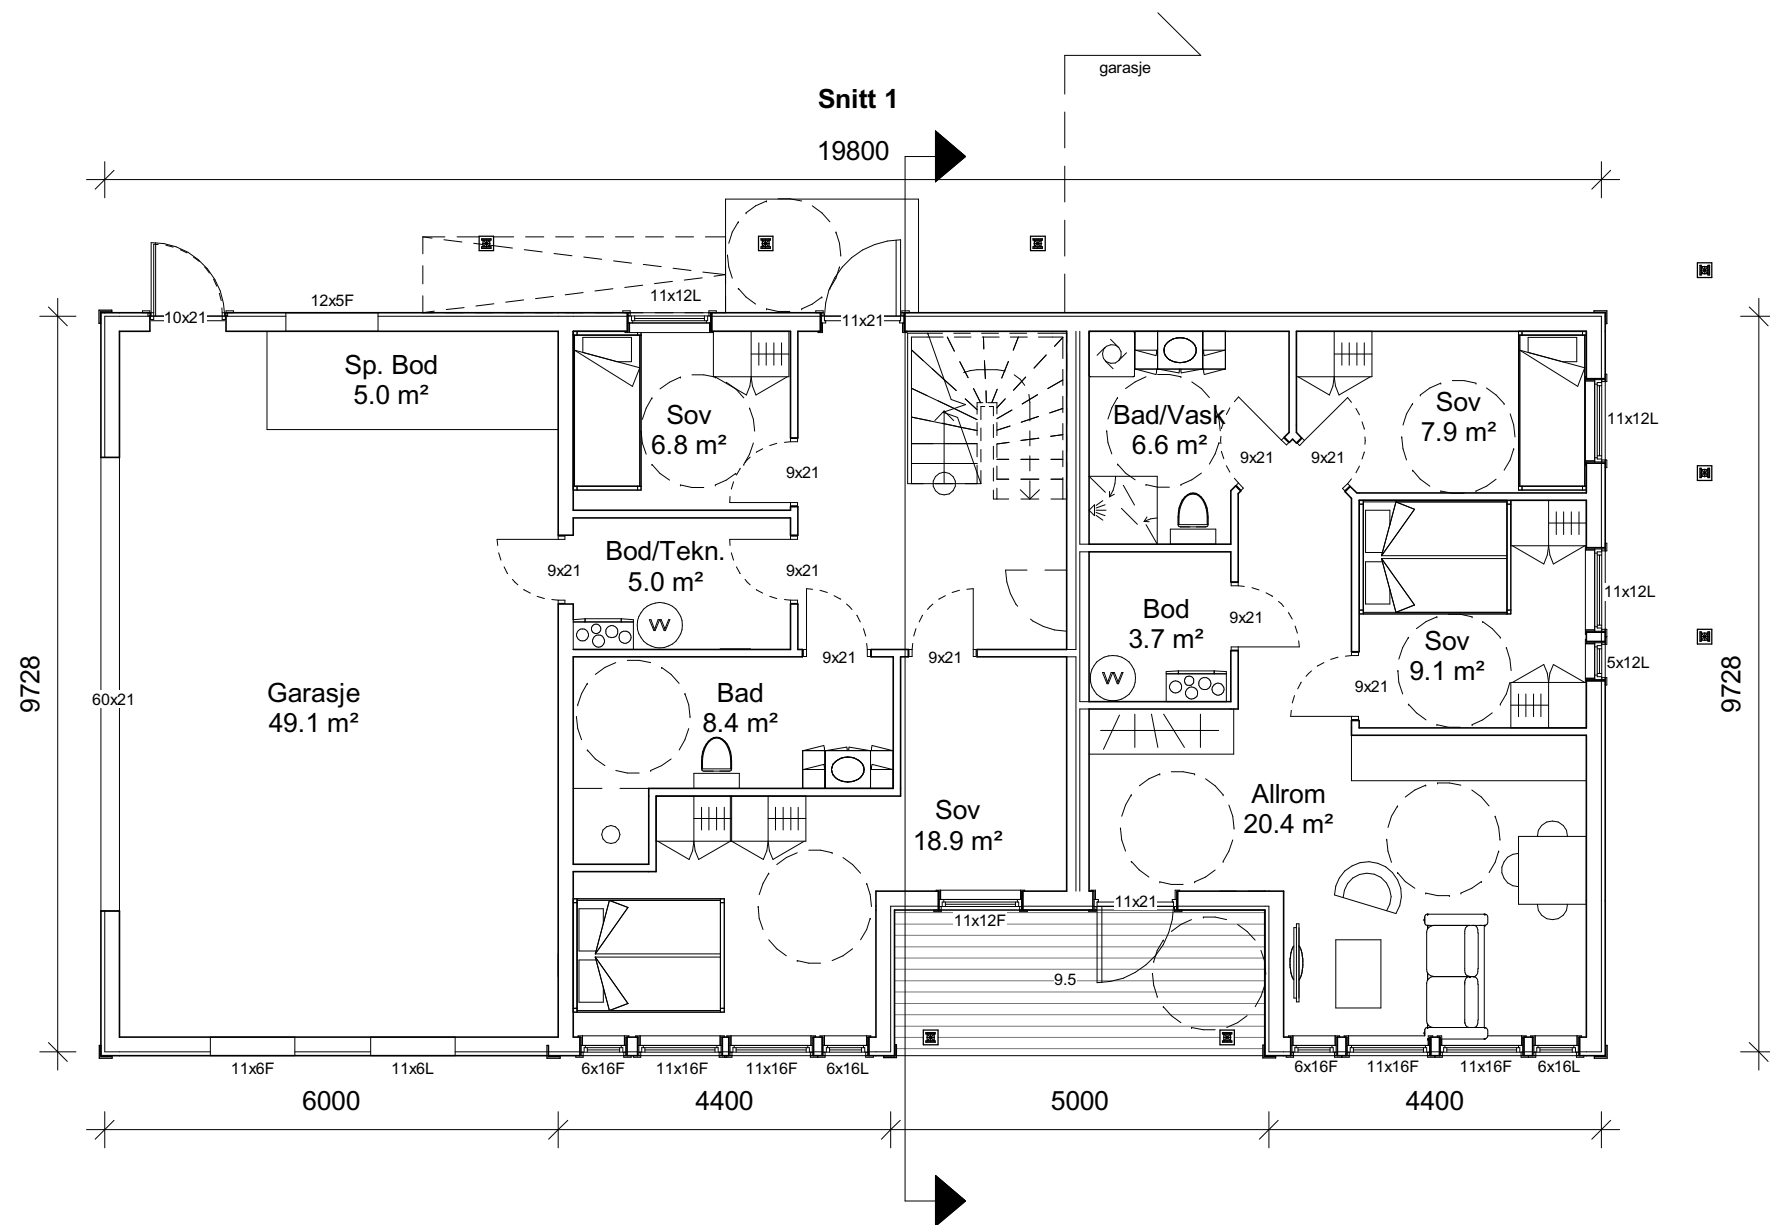 garasje
Snitt 1
19800
12x5F
11x12L
10x21
11x21
Sp. Bod
5.0 m²
Sov
6.8 m²
Bad/Vask
6.6 m²
Sov
7.9 m²
11x12L
9x21
9x21
9x21
Bod/Tekn.
5.0 m²
9x21
9x21
W
Bod
3.7 m²
9x21
W
11x12L
Sov
9.1 m²
5x12L
9x21
9x21
9x21
9728
60x21
Garasje
49.1 m²
Bad
8.4 m²
9728
Sov
18.9 m²
Allrom
20.4 m²
11x21
11x12F
9.5
11x6F
11x6L
6x16F
11x16F
11x16F
6x16L
6x16F
11x16F
11x16F
6x16L
6000
4400
5000
4400